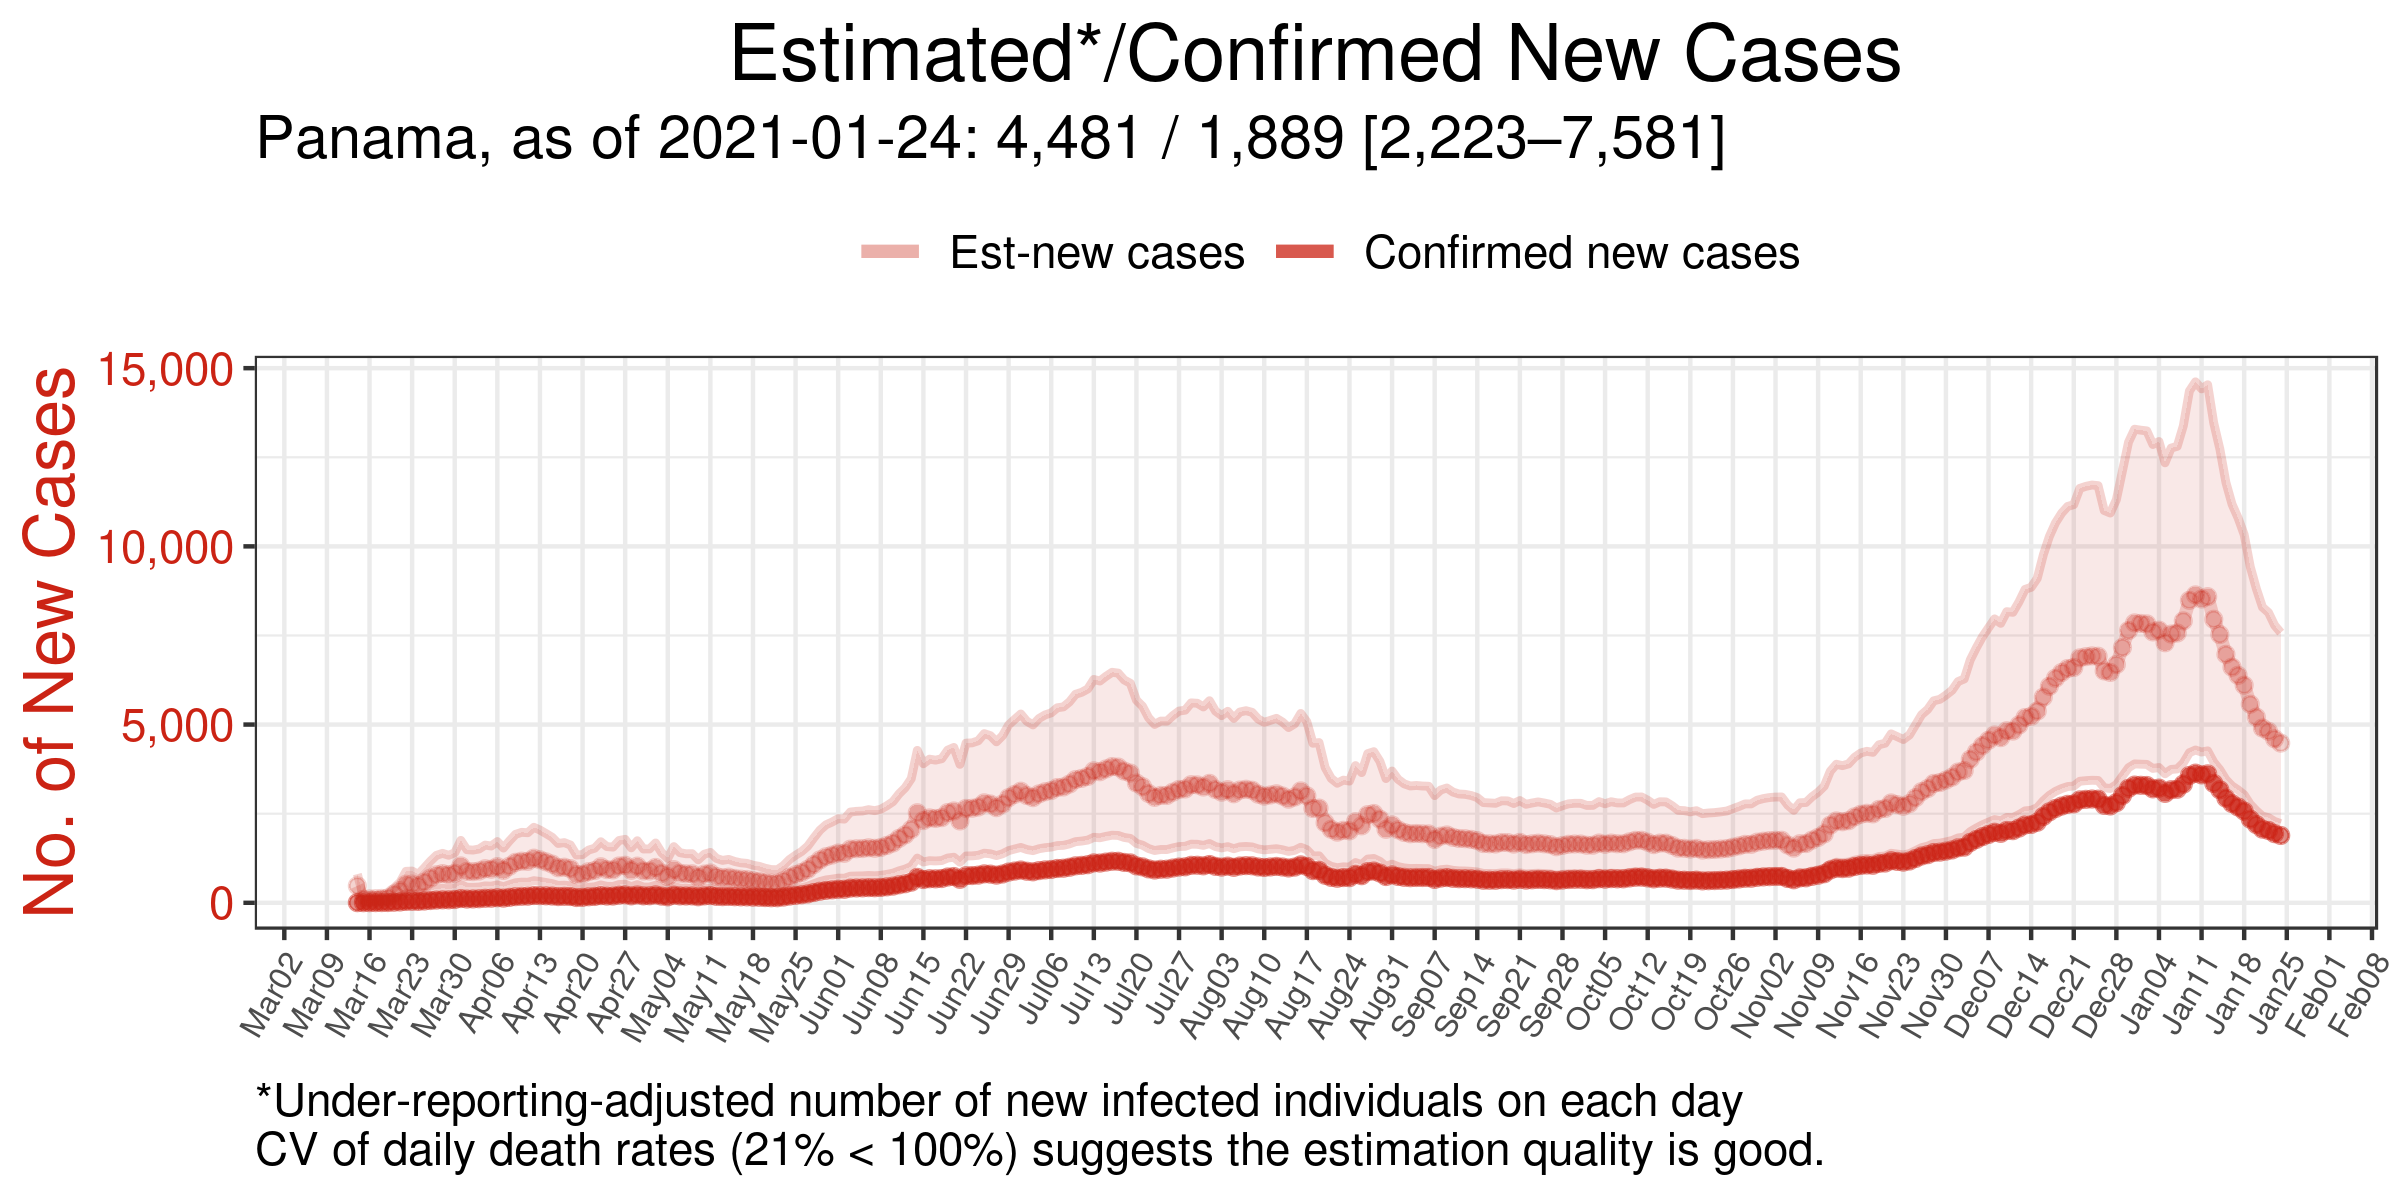 Estimated*/Confirmed New Cases
Panama, as of 2021-01-24: 4,481 / 1,889 [2,223–7,581]
Est-new cases Confirmed new cases
No. of New Cases
15,000
10,000
5,000
0
Mar02 Mar09 Mar16 Mar23 Mar30 Apr06 Apr13 Apr20 Apr27 May04 May11 May18 May25 Jun01 Jun08 Jun15 Jun22 Jun29 Jul06 Jul13 Jul20 Jul27 Aug03 Aug10 Aug17 Aug24 Aug31 Sep07 Sep14 Sep21 Sep28 Oct05 Oct12 Oct19 Oct26 Nov02 Nov09 Nov16 Nov23 Nov30 Dec07 Dec14 Dec21 Dec28 Jan04 Jan11 Jan18 Jan25 Feb01 Feb08
*Under-reporting-adjusted number of new infected individuals on each day
CV of daily death rates (21% < 100%) suggests the estimation quality is good.